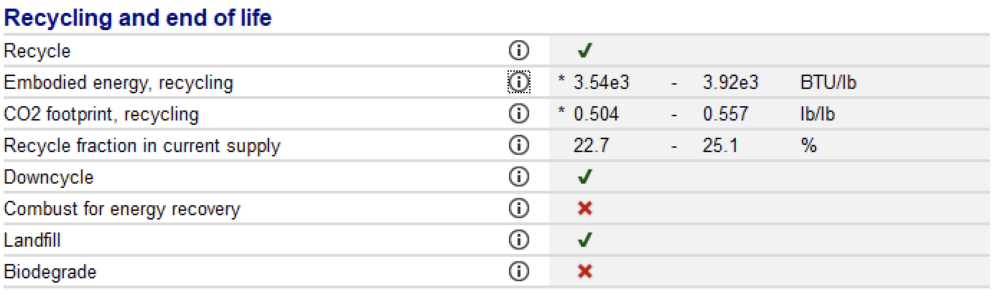 Recycling and end of life
Recycle
Embodied energy, recycling * 3.54e3 - 3.92e3 BTU/lb
CO2 footprint, recycling * 0.504 - 0.557 lb/lb
Recycle fraction in current supply 22.7 - 25.1 %
Downcycle
Combust for energy recovery
Landfill
Biodegrade